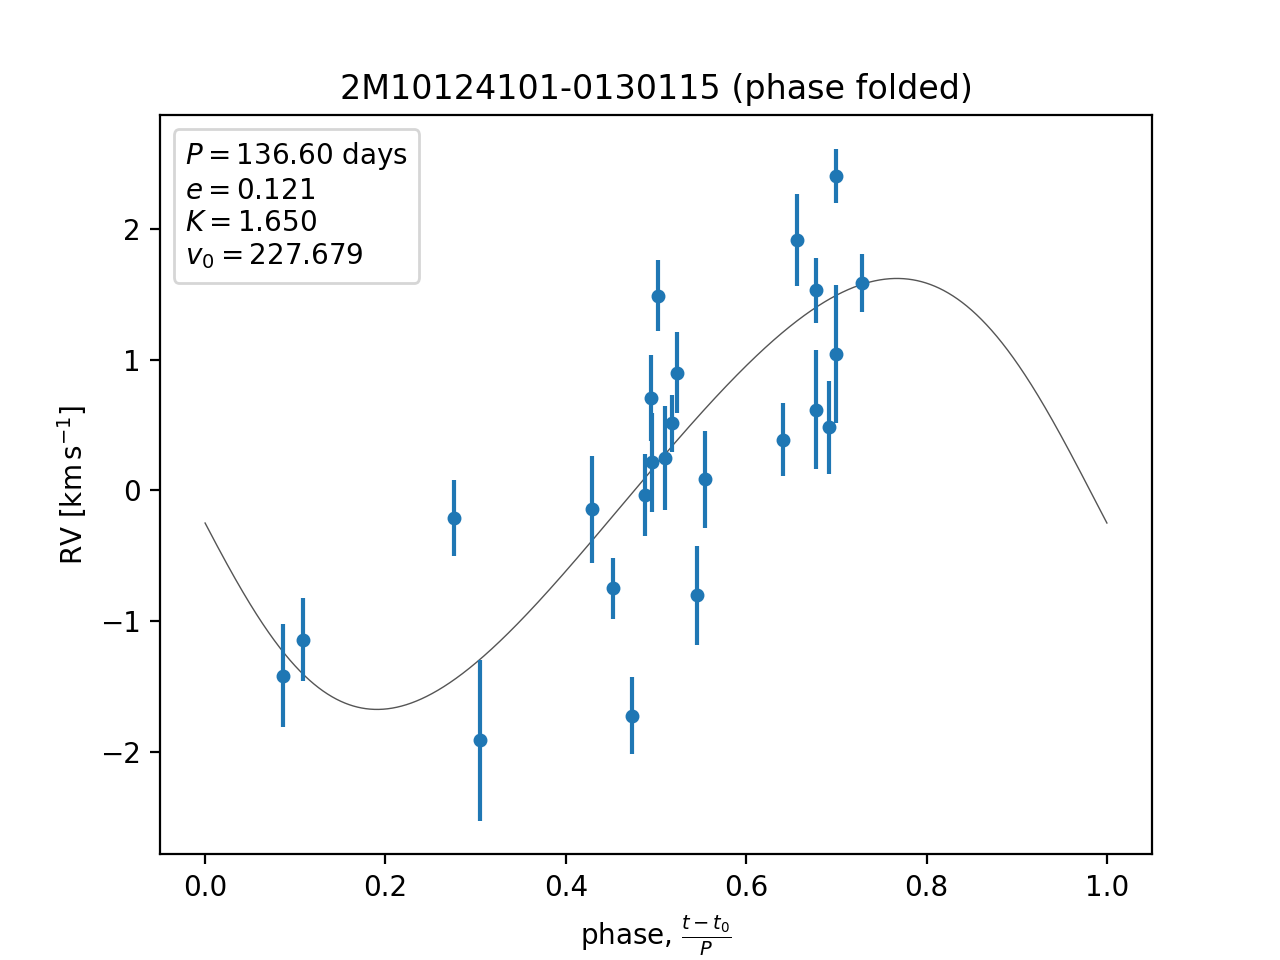 2M10124101-0130115 (phase folded)
P = 136.60 days
e = 0.121
K = 1.650
v₀ = 227.679
RV [km s⁻¹]
2
1
0
−1
−2
0.0 0.2 0.4 0.6 0.8 1.0
phase, (t − t₀)/P